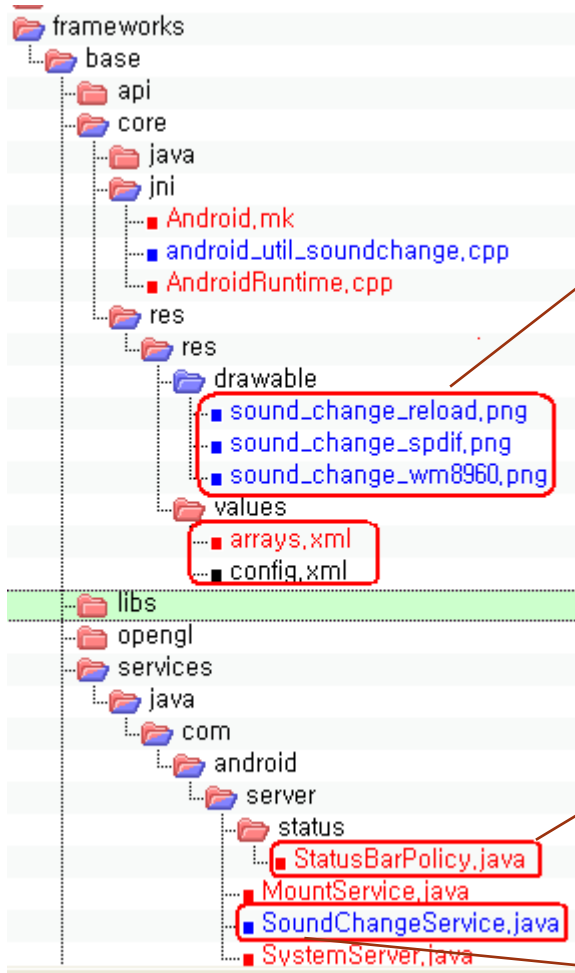 frameworks
base
api
core
java
jni
Android.mk
android_util_soundchange.cpp
AndroidRuntime.cpp
res
res
drawable
sound_change_reload.png
sound_change_spdif.png
sound_change_wm8960.png
values
arrays.xml
config.xml
libs
opengl
services
java
com
android
server
status
StatusBarPolicy.java
MountService.java
SoundChangeService.java
SystemServer.java